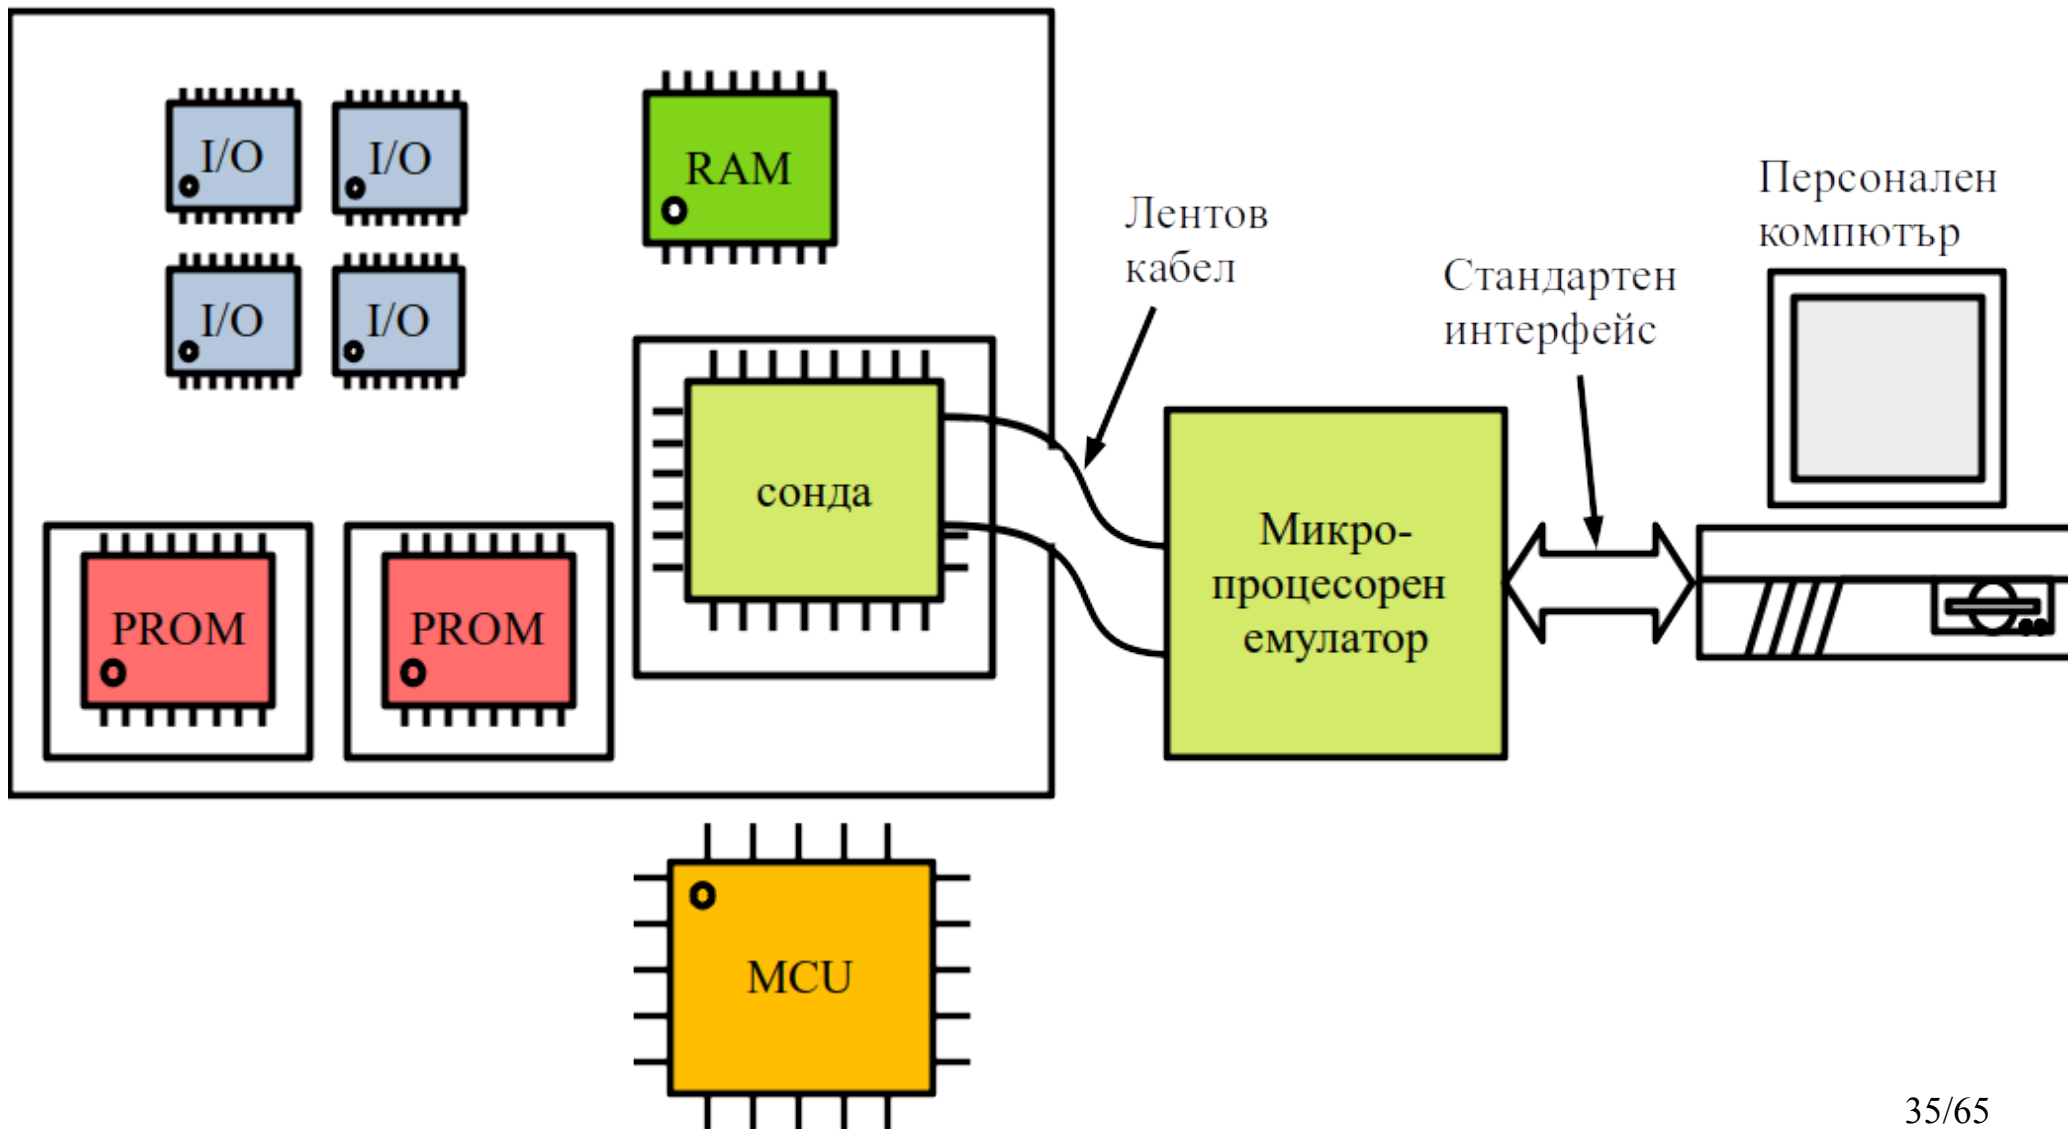 I/O
I/O
RAM
I/O
I/O
Лентов
кабел
Персонален
компютър
Стандартен
интерфейс
сонда
PROM
PROM
Микро-
процесорен
емулатор
MCU
35/65